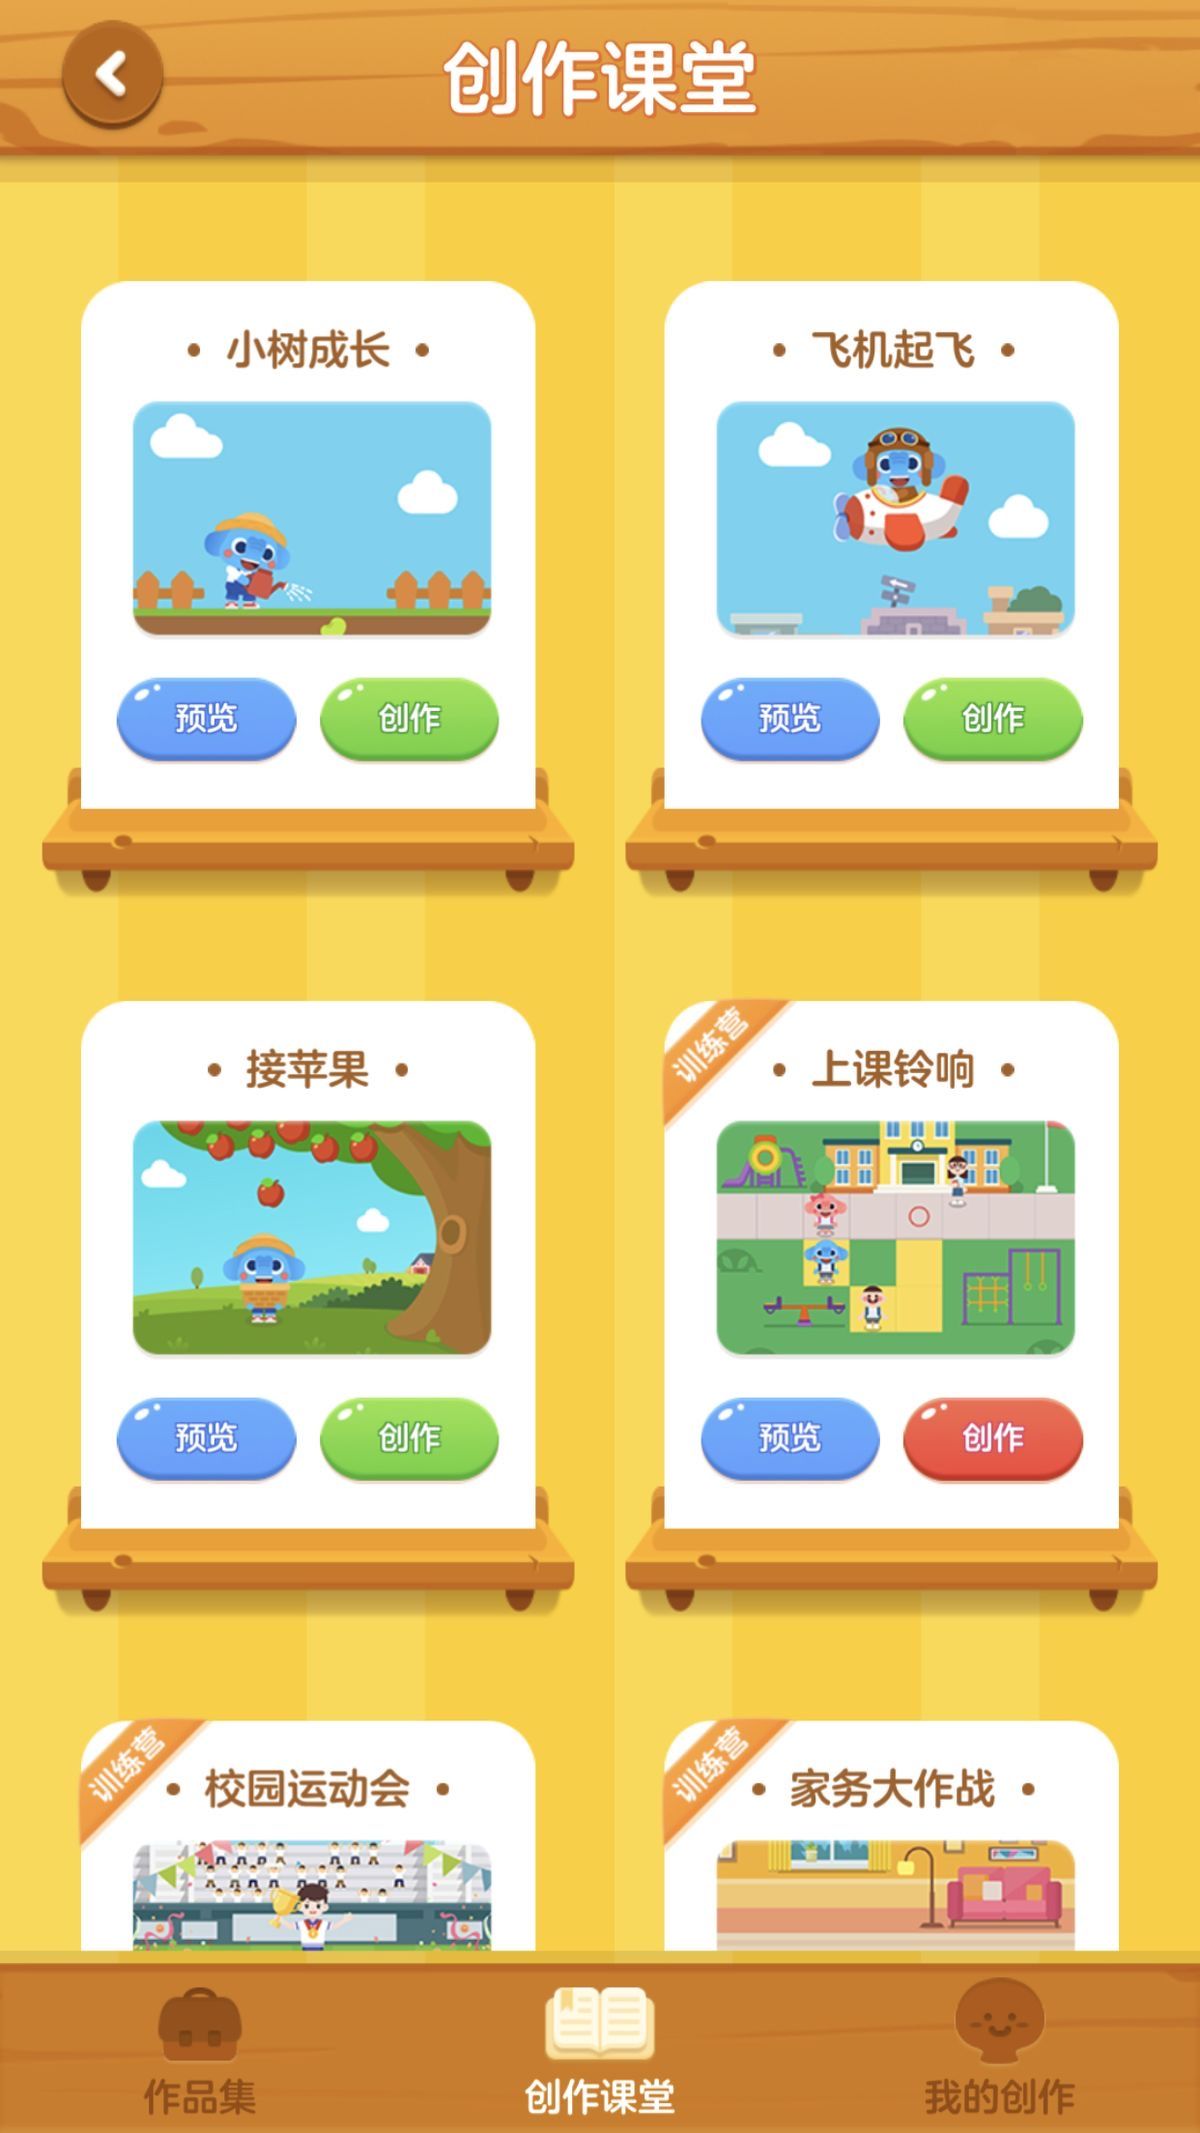 创作课堂
小树成长
飞机起飞
预览
创作
预览
创作
训练营
接苹果
上课铃响
预览
创作
预览
创作
训练营
训练营
校园运动会
家务大作战
作品集
创作课堂
我的创作